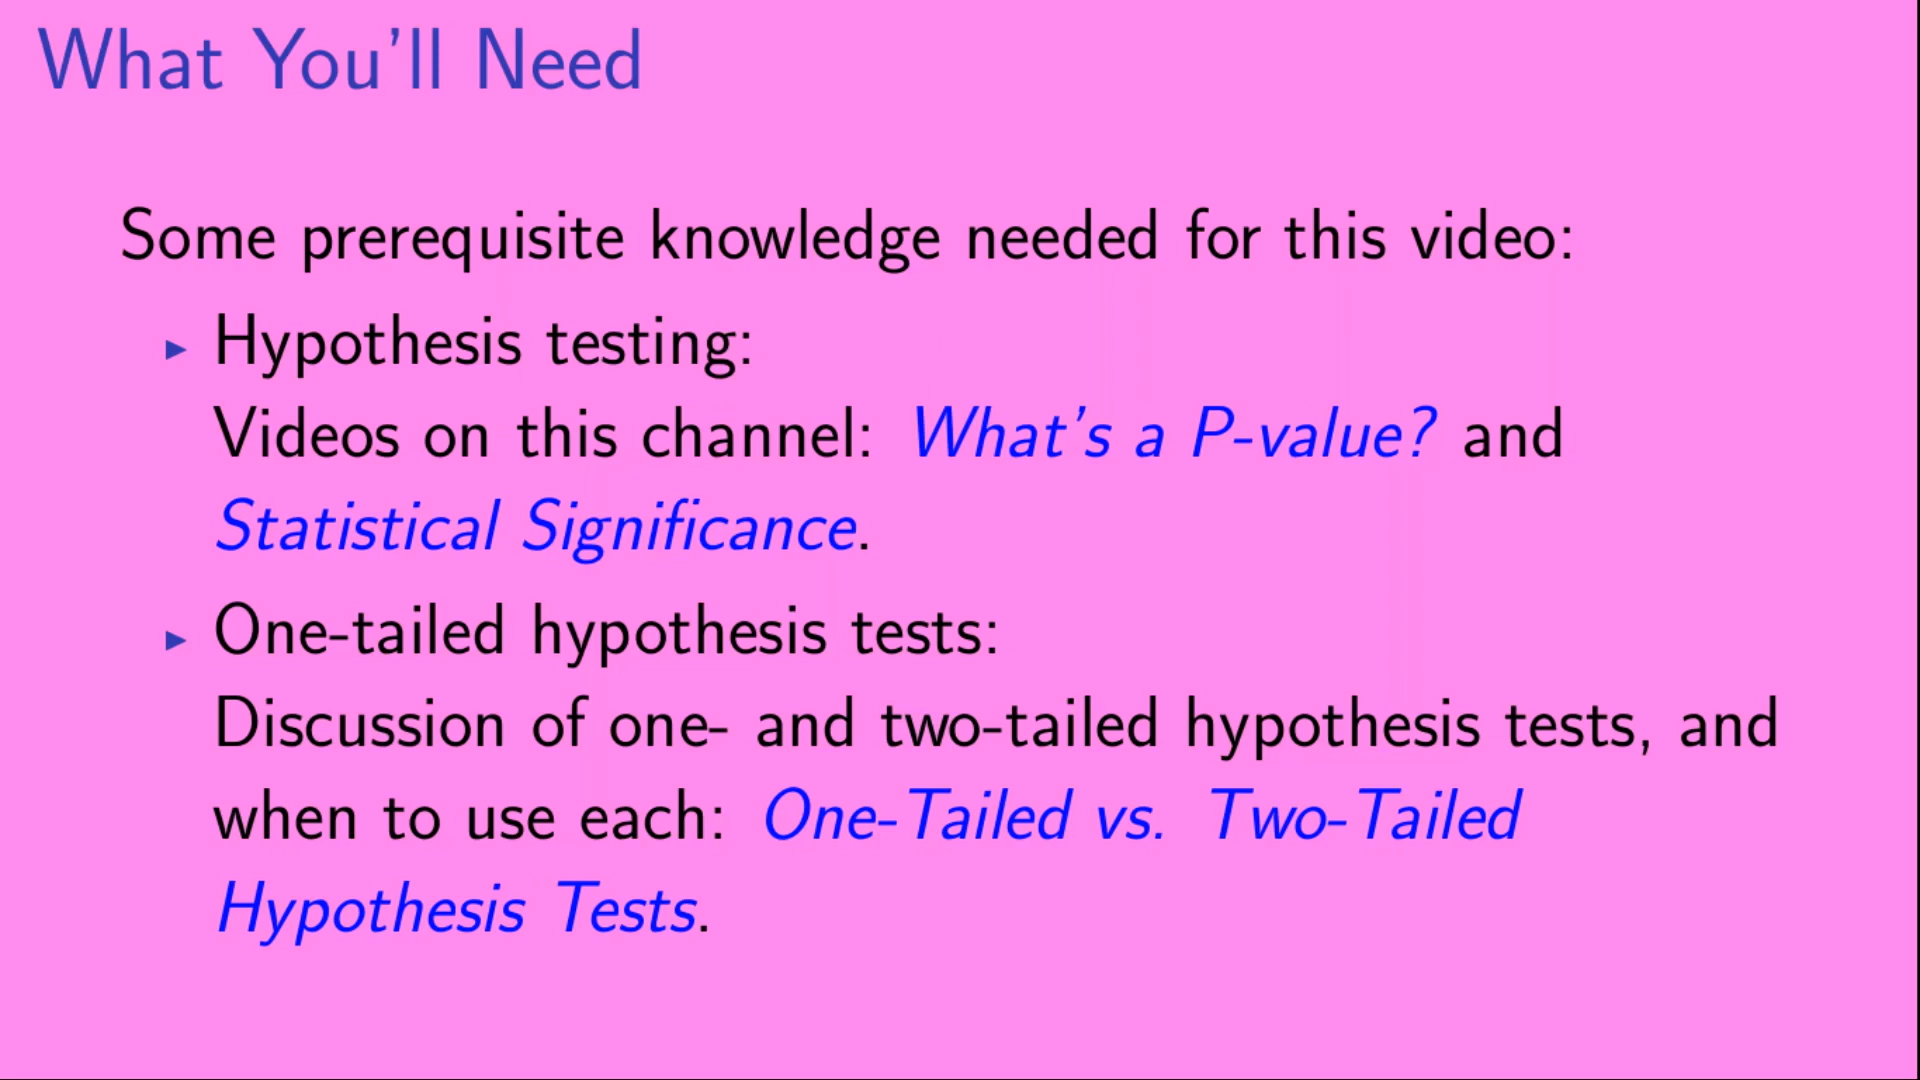 What You'll Need
Some prerequisite knowledge needed for this video:
Hypothesis testing:
Videos on this channel: What's a P-value? and
Statistical Significance.
One-tailed hypothesis tests:
Discussion of one- and two-tailed hypothesis tests, and
when to use each: One-Tailed vs. Two-Tailed
Hypothesis Tests.